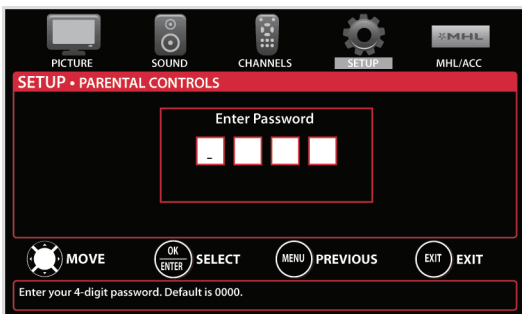 PICTURE SOUND CHANNELS SETUP MHL/ACC
MHL
SETUP • PARENTAL CONTROLS
Enter Password
_
MOVE OK ENTER SELECT MENU PREVIOUS EXIT EXIT
Enter your 4-digit password. Default is 0000.